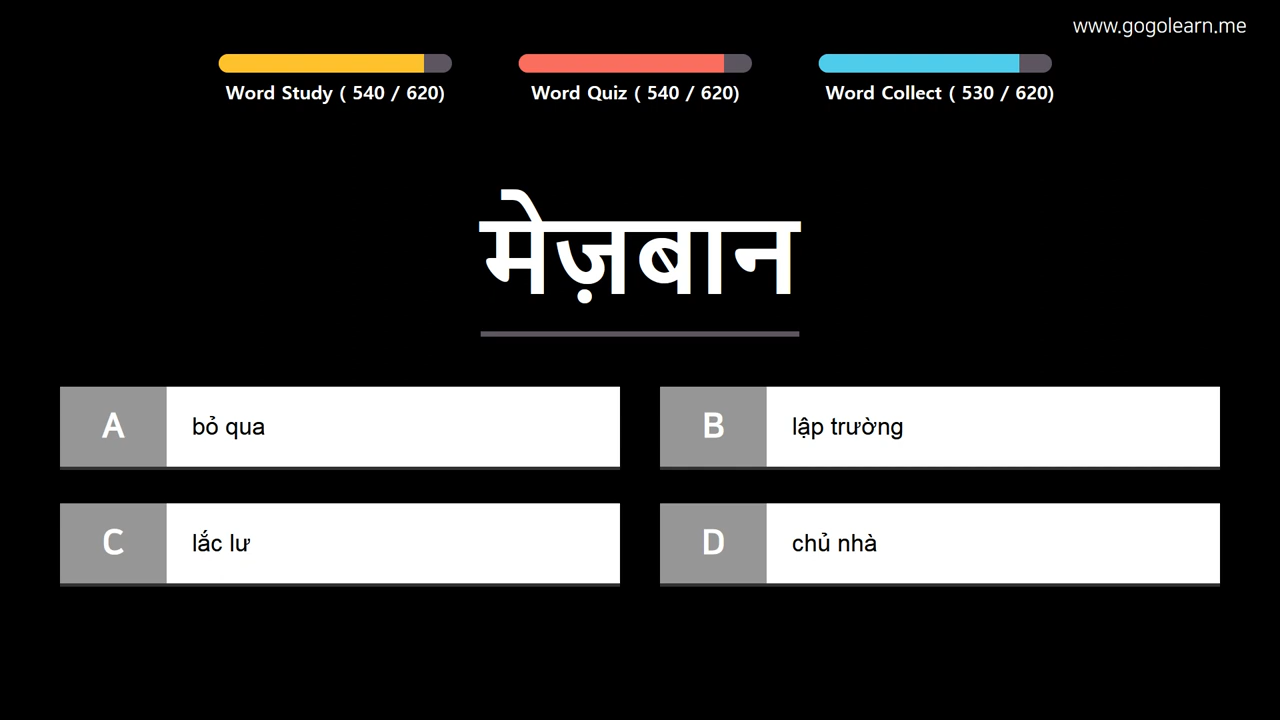 www.gogolearn.me
Word Study ( 540 / 620)
Word Quiz ( 540 / 620)
Word Collect ( 530 / 620)
मेज़बान
A bỏ qua
B lập trường
C lắc lư
D chủ nhà